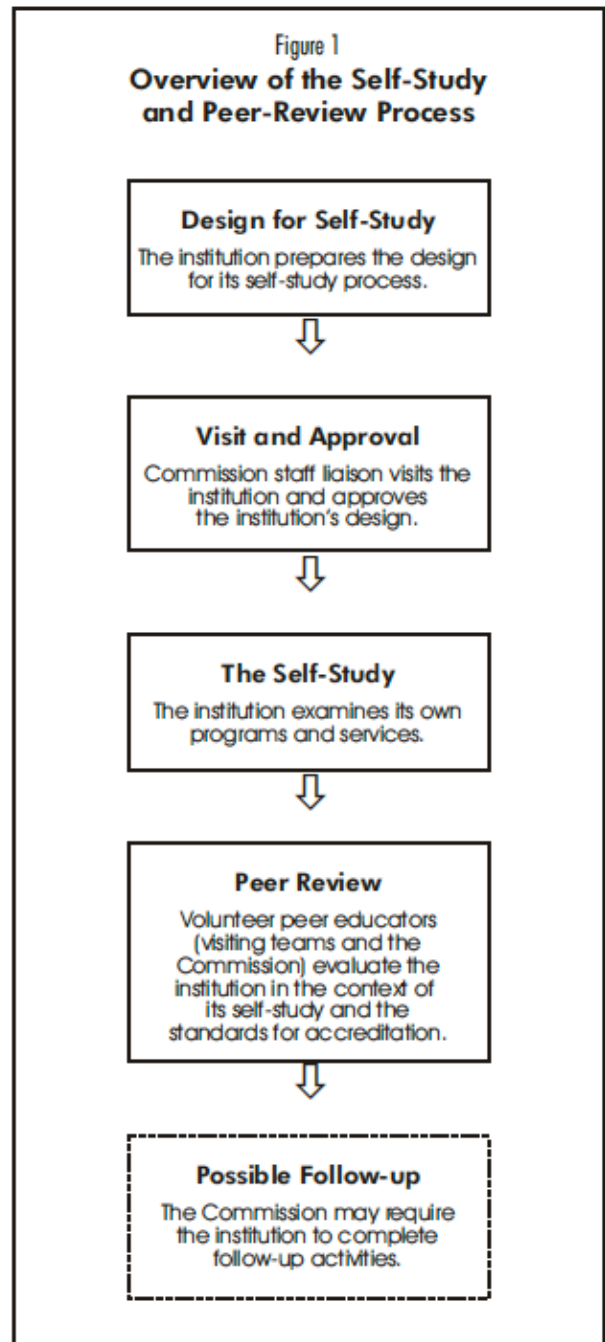 Figure 1
Overview of the Self-Study
and Peer-Review Process
Design for Self-Study
The institution prepares the design
for its self-study process.
Visit and Approval
Commission staff liaison visits the
institution and approves
the institution's design.
The Self-Study
The institution examines its own
programs and services.
Peer Review
Volunteer peer educators
(visiting teams and the
Commission) evaluate the
institution in the context of
its self-study and the
standards for accreditation.
Possible Follow-up
The Commission may require
the institution to complete
follow-up activities.